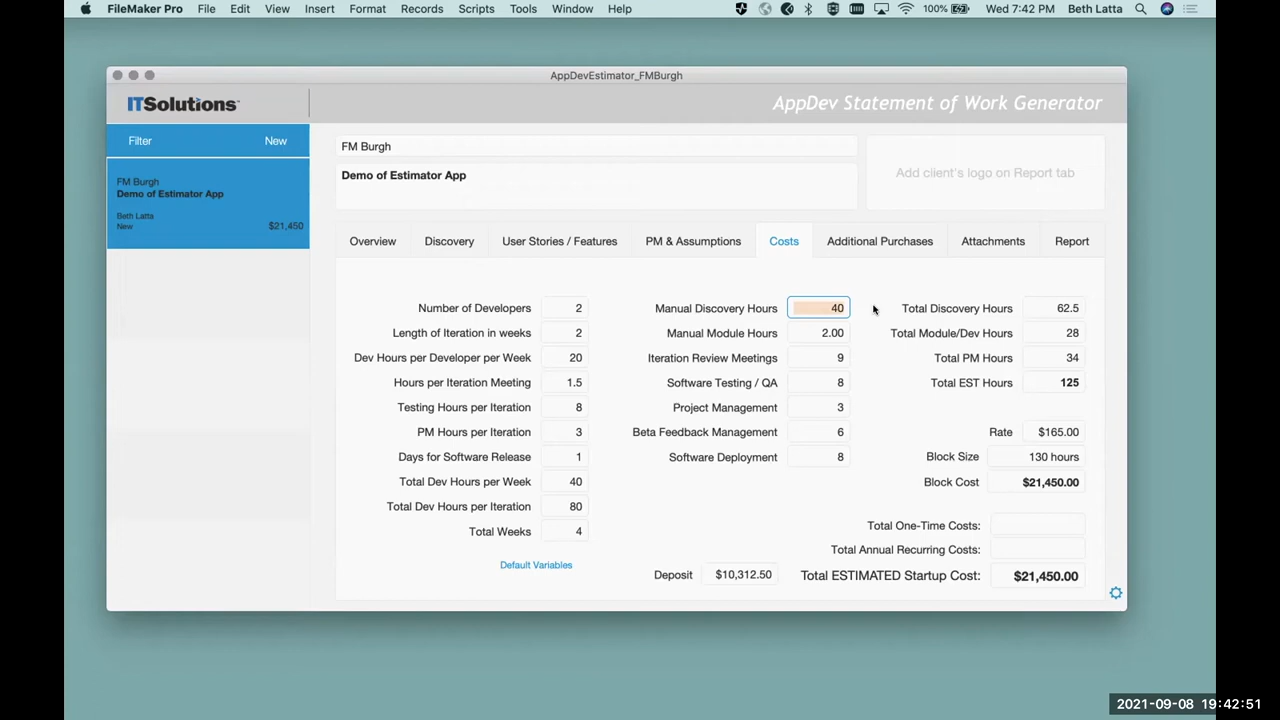 FileMaker Pro File Edit View Insert Format Records Scripts Tools Window Help 100% Wed 7:42 PM Beth Latta
AppDevEstimator_FMBurgh
ITSolutions AppDev Statement of Work Generator
Filter New
FM Burgh
Demo of Estimator App
Beth Latta
New $21,450
FM Burgh
Demo of Estimator App
Add client's logo on Report tab
Overview Discovery User Stories / Features PM & Assumptions Costs Additional Purchases Attachments Report
Number of Developers 2
Length of Iteration in weeks 2
Dev Hours per Developer per Week 20
Hours per Iteration Meeting 1.5
Testing Hours per Iteration 8
PM Hours per Iteration 3
Days for Software Release 1
Total Dev Hours per Week 40
Total Dev Hours per Iteration 80
Total Weeks 4
Default Variables
Manual Discovery Hours 40
Manual Module Hours 2.00
Iteration Review Meetings 9
Software Testing / QA 8
Project Management 3
Beta Feedback Management 6
Software Deployment 8
Deposit $10,312.50
Total Discovery Hours 62.5
Total Module/Dev Hours 28
Total PM Hours 34
Total EST Hours 125
Rate $165.00
Block Size 130 hours
Block Cost $21,450.00
Total One-Time Costs:
Total Annual Recurring Costs:
Total ESTIMATED Startup Cost: $21,450.00
2021-09-08 19:42:51